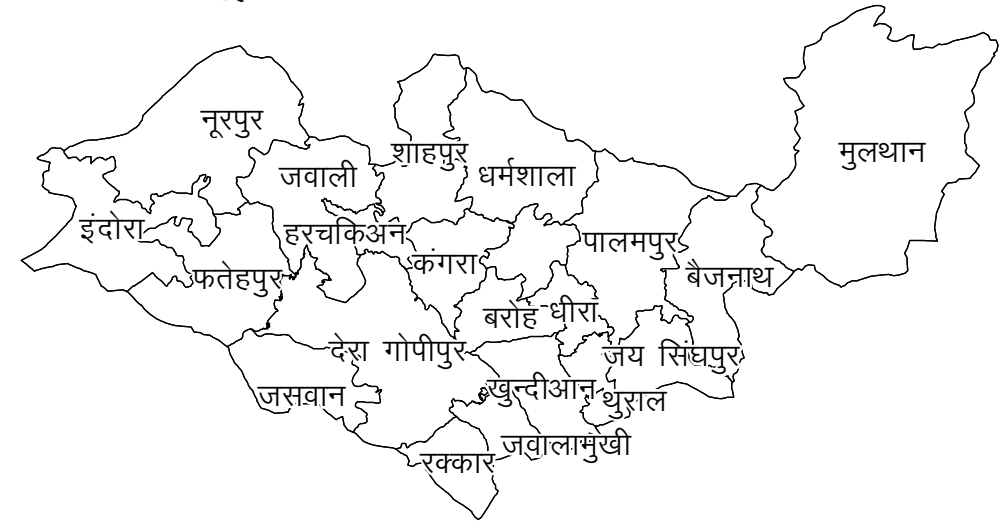 नूरपुर
मुलथान
शाहपुर
जवाली
धर्मशाला
इंदोरा
हरचकिअन
पालमपुर
कंगरा
फतेहपुर
बैजनाथ
बरोह
धीरा
देरा गोपीपुर
जय सिंघपुर
जसवान
खुन्दीआन
थुराल
जवालामुखी
रक्कार